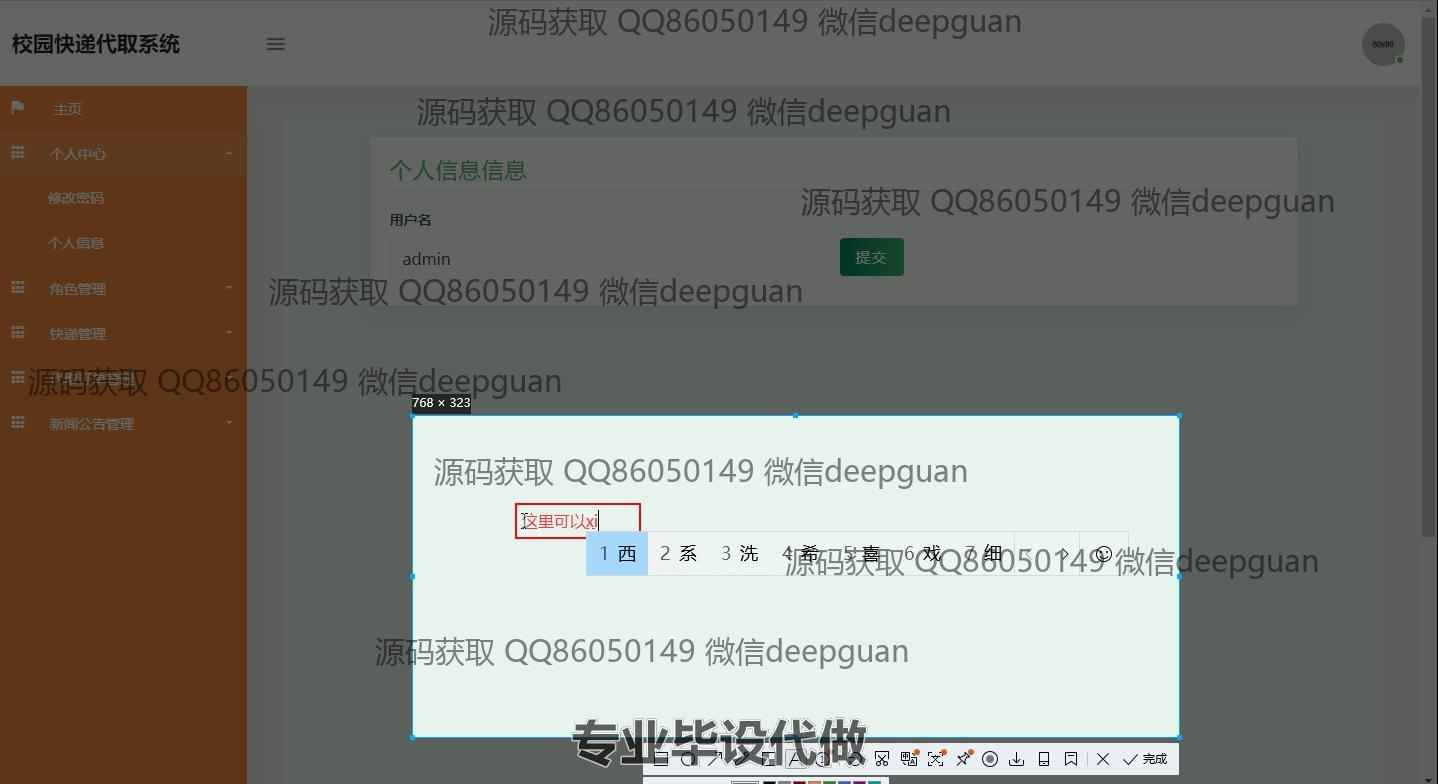 源码获取 QQ86050149 微信deepguan
校园快递代取系统
60x60
主页
源码获取 QQ86050149 微信deepguan
个人中心
个人信息信息
修改密码
源码获取 QQ86050149 微信deepguan
用户名
个人信息
admin
提交
角色管理
源码获取 QQ86050149 微信deepguan
快递管理
源码获取 QQ86050149 微信deepguan
768 × 323
新闻公告管理
源码获取 QQ86050149 微信deepguan
这里可以xi
1 西 2 系 3 洗 4 希 5 喜 6 戏 7 细
源码获取 QQ86050149 微信deepguan
源码获取 QQ86050149 微信deepguan
专业毕设代做
完成